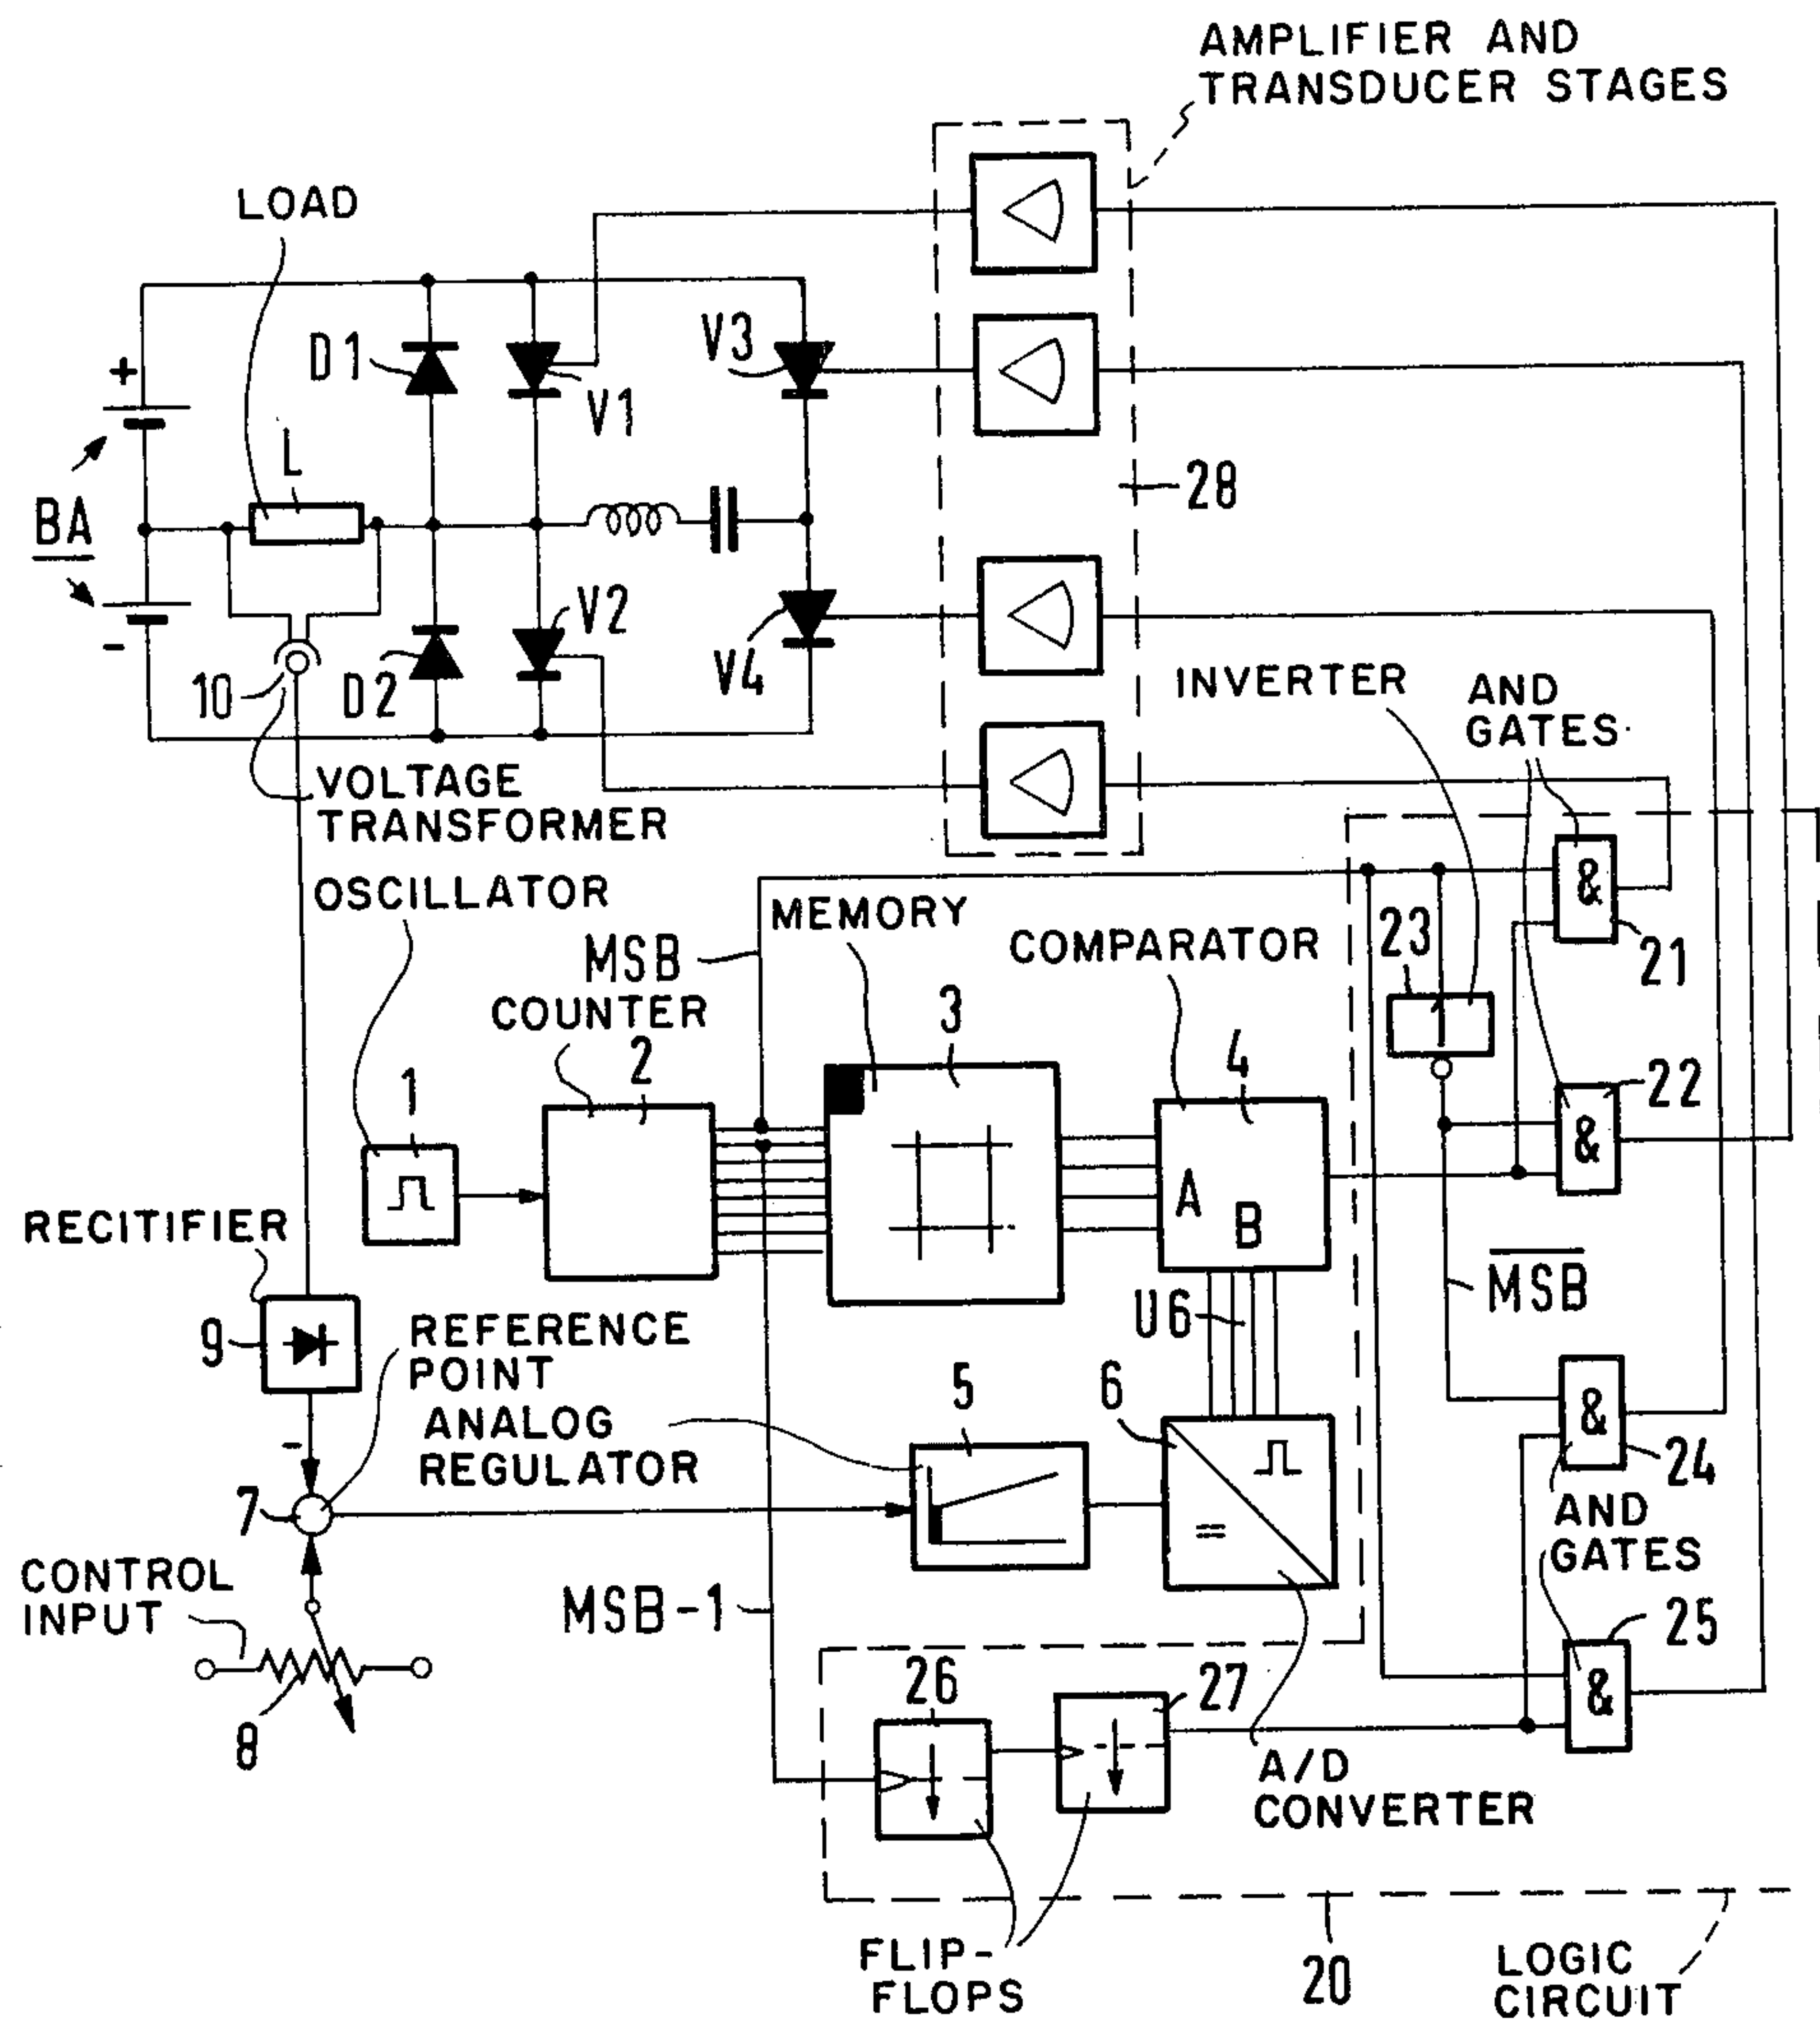 AMPLIFIER AND
TRANSDUCER STAGES
LOAD
D1
V1
V3
+
L
BA
28
-
10
D2
V2
V4
INVERTER
AND
GATES
VOLTAGE
TRANSFORMER
OSCILLATOR
MEMORY
MSB
COUNTER
COMPARATOR
23
&
21
1
2
3
4
22
&
A
B
RECITIFIER
9
REFERENCE
POINT
ANALOG
REGULATOR
U6
MSB
5
6
&
24
-
7
=
AND
GATES
CONTROL
INPUT
MSB-1
8
26
27
25
&
A/D
CONVERTER
FLIP-
FLOPS
20
LOGIC
CIRCUIT